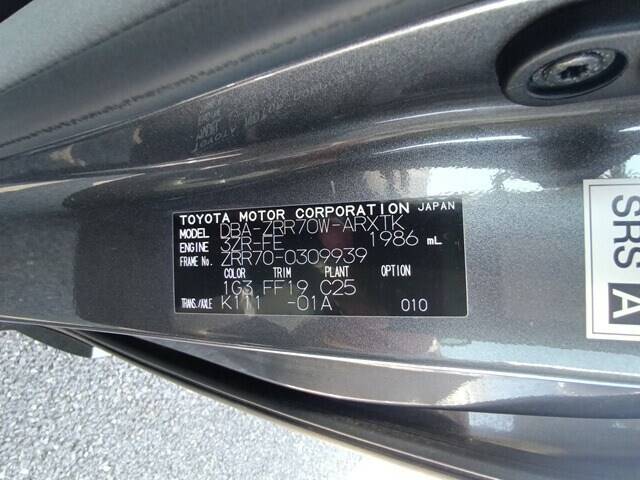 TOYOTA MOTOR CORPORATION JAPAN
MODEL DBA-ZRR70W-ARXTK
ENGINE 3ZR-FE 1986 mL
FRAME No. ZRR70-0309939
COLOR TRIM PLANT OPTION
1G3 FF19 C25
TRANS./AXLE K111 -01A 010
SRS A